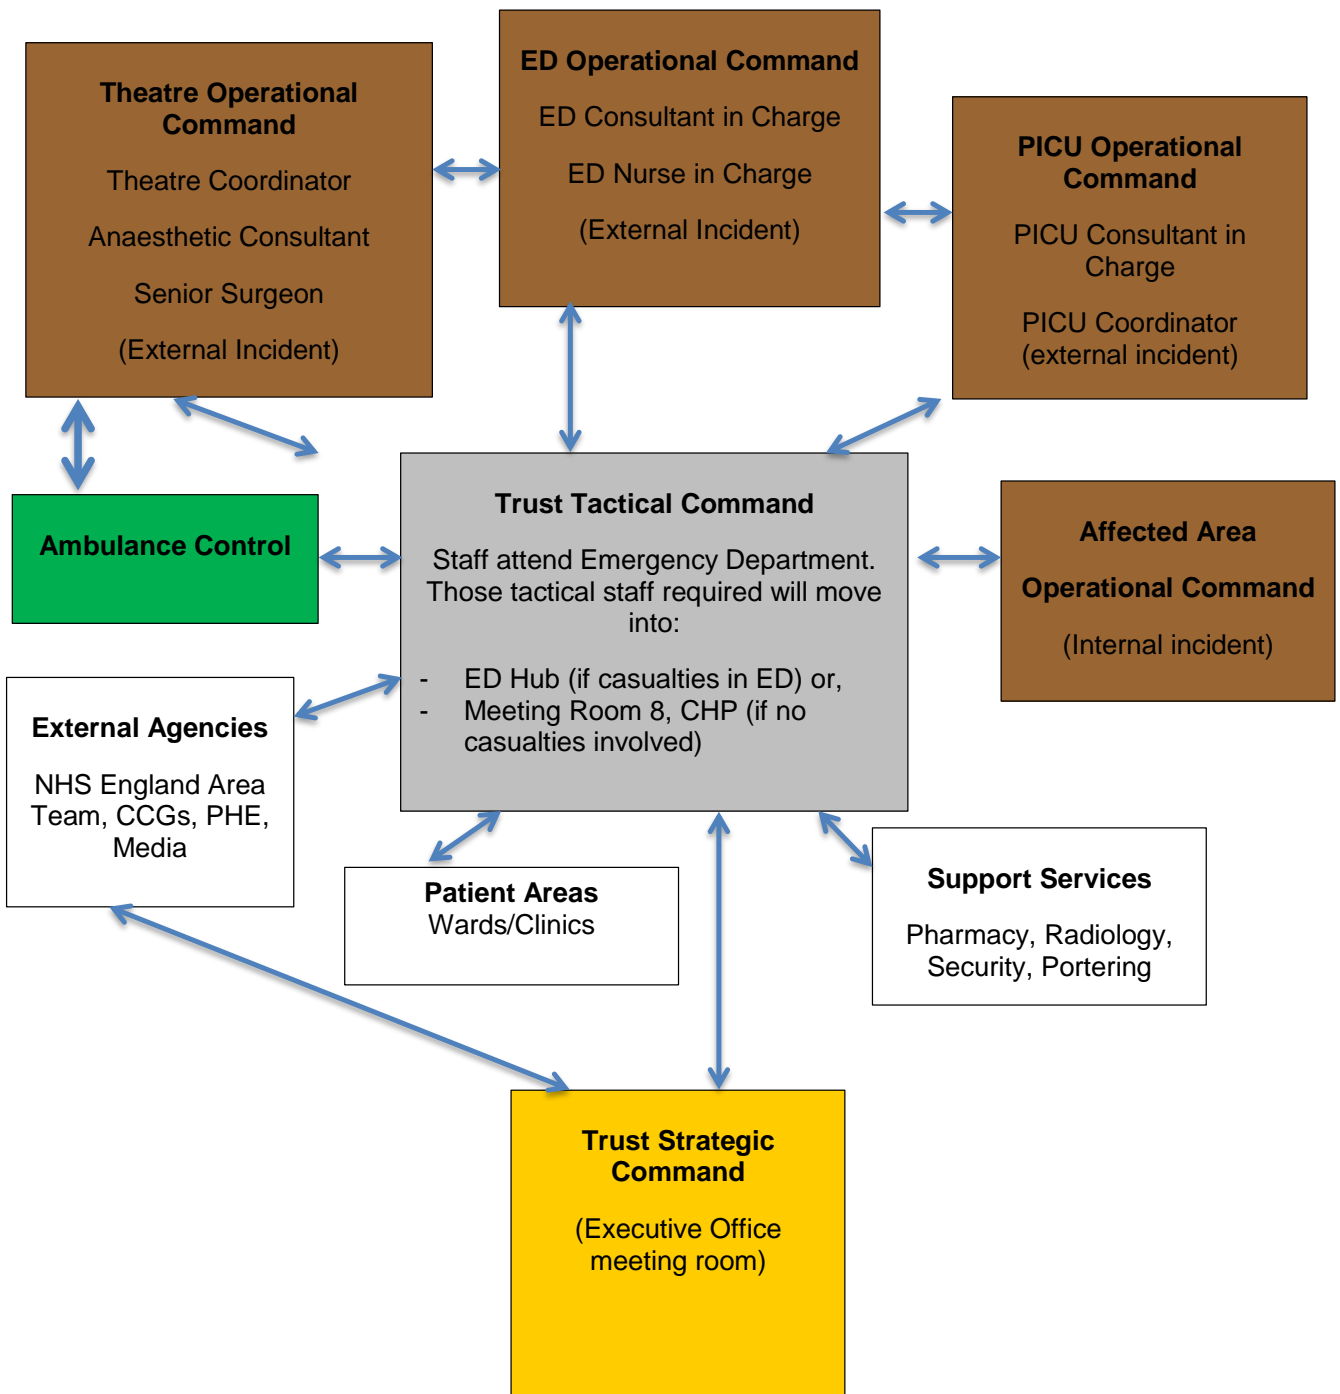 Theatre Operational
Command
Theatre Coordinator
Anaesthetic Consultant
Senior Surgeon
(External Incident)
ED Operational Command
ED Consultant in Charge
ED Nurse in Charge
(External Incident)
PICU Operational
Command
PICU Consultant in
Charge
PICU Coordinator
(external incident)
Ambulance Control
Trust Tactical Command
Staff attend Emergency Department.
Those tactical staff required will move
into:
- ED Hub (if casualties in ED) or,
- Meeting Room 8, CHP (if no
casualties involved)
Affected Area
Operational Command
(Internal incident)
External Agencies
NHS England Area
Team, CCGs, PHE,
Media
Patient Areas
Wards/Clinics
Support Services
Pharmacy, Radiology,
Security, Portering
Trust Strategic
Command
(Executive Office
meeting room)